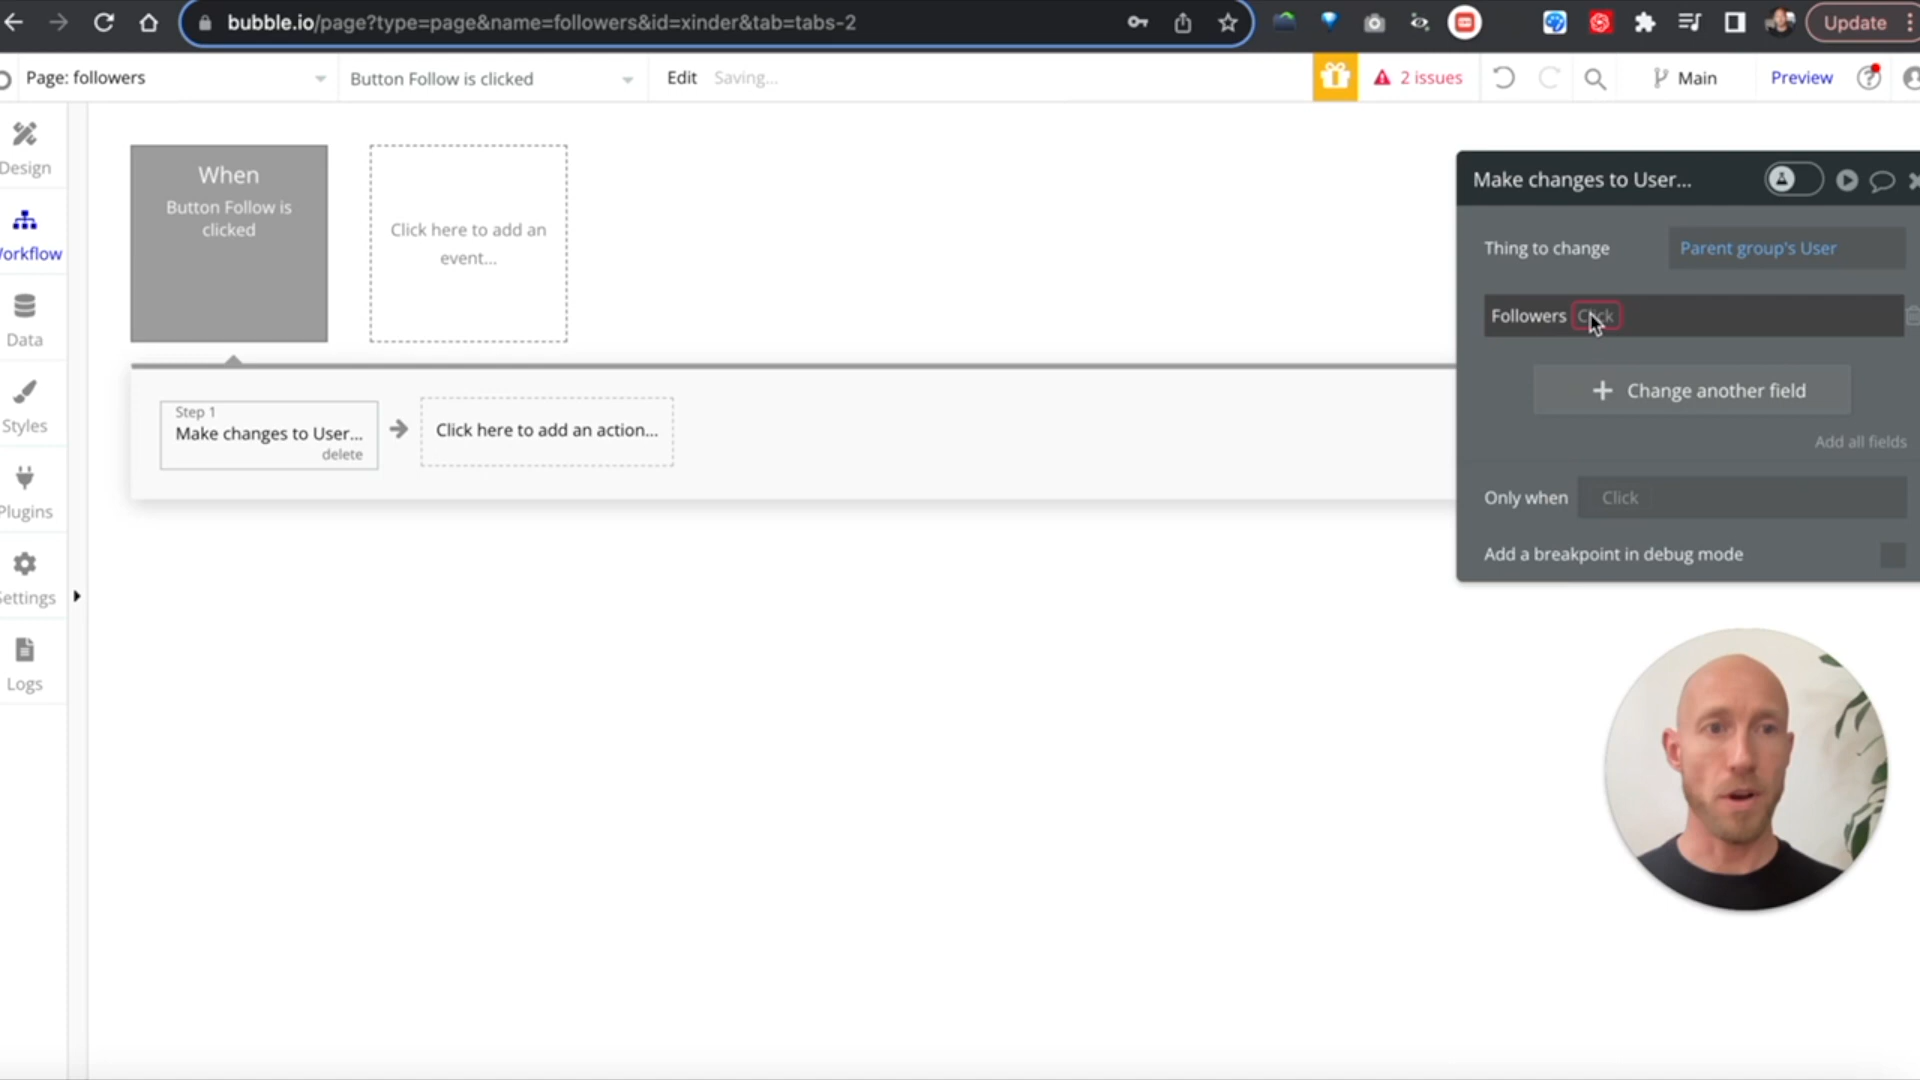 bubble.io/page?type=page&name=followers&id=xinder&tab=tabs-2
Update
Page: followers
Button Follow is clicked
Edit
Saving...
2 issues
Main
Preview
Design
Workflow
Data
Styles
Plugins
Settings
Logs
When
Button Follow is
clicked
Click here to add an
event...
Step 1
Make changes to User...
delete
Click here to add an action...
Make changes to User...
Thing to change
Parent group's User
Followers
Click
Change another field
Add all fields
Only when
Click
Add a breakpoint in debug mode